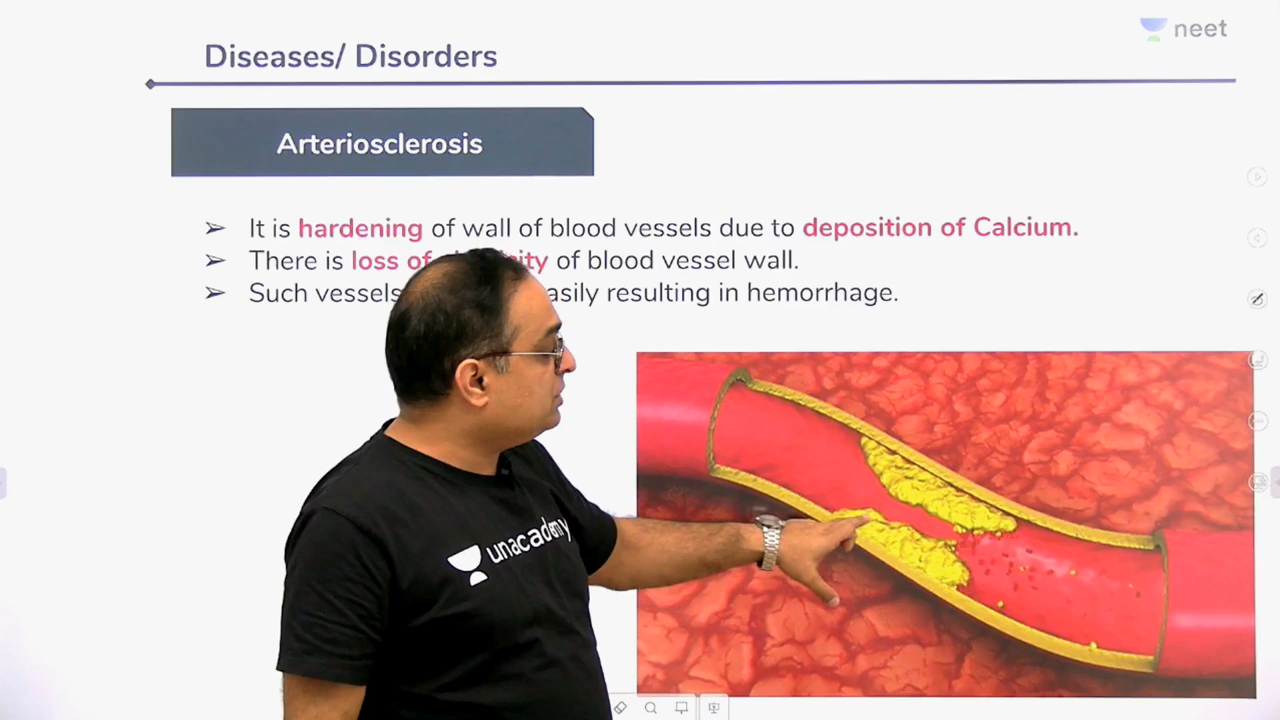 neet
Diseases/ Disorders
Arteriosclerosis
➢ It is hardening of wall of blood vessels due to deposition of Calcium.
➢ There is loss of of blood vessel wall.
➢ Such vessels resulting in hemorrhage.
unacademy